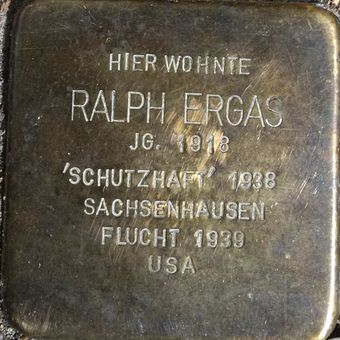 HIER WOHNTE
RALPH ERGAS
JG. 1918
'SCHUTZHAFT' 1938
SACHSENHAUSEN
FLUCHT 1939
USA